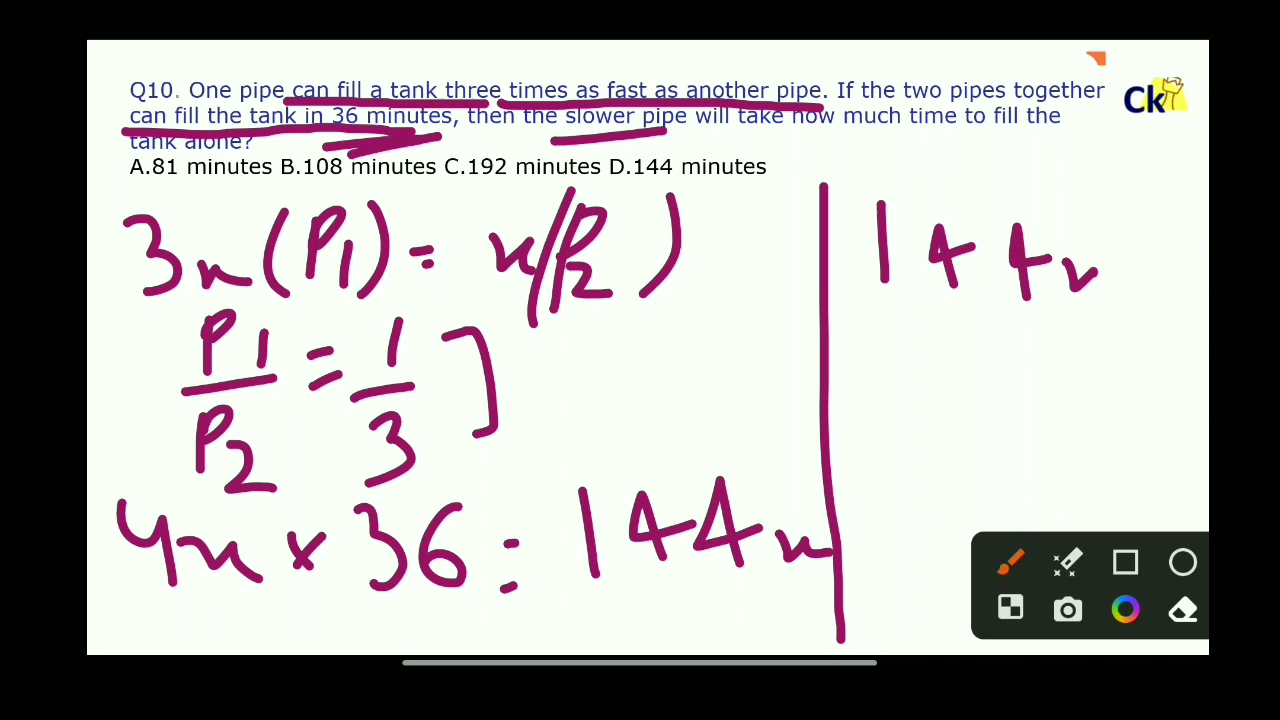 Q10. One pipe can fill a tank three times as fast as another pipe. If the two pipes together
can fill the tank in 36 minutes, then the slower pipe will take how much time to fill the
tank alone?
A.81 minutes B.108 minutes C.192 minutes D.144 minutes
Ck
3x(P1) = x(P2)
P1/P2 = 1/3 ]
4x × 36 = 144x
144x